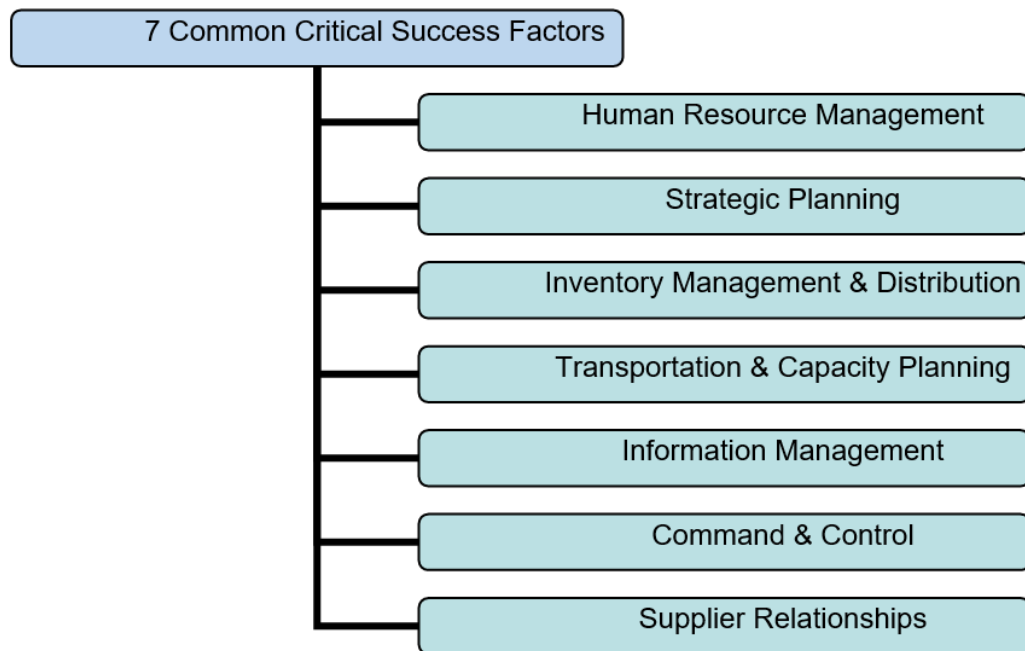 7 Common Critical Success Factors
Human Resource Management
Strategic Planning
Inventory Management & Distribution
Transportation & Capacity Planning
Information Management
Command & Control
Supplier Relationships